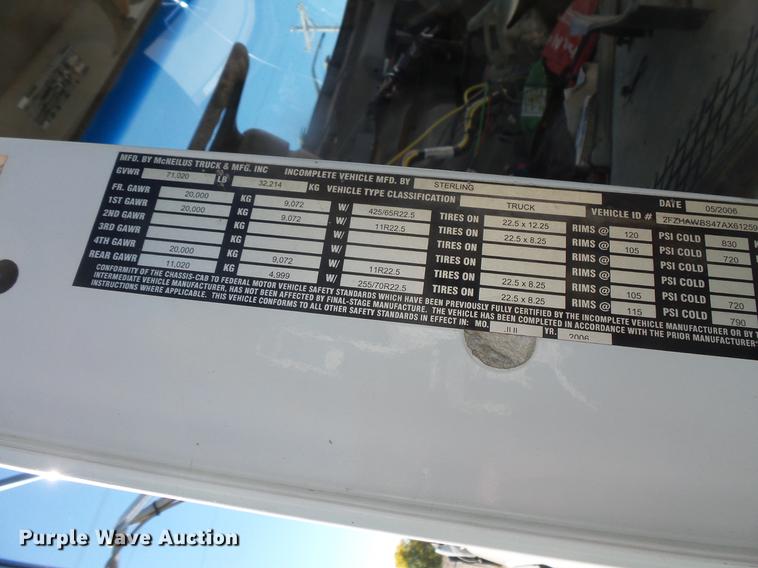 MFD. BY McNEILUS TRUCK & MFG. INC INCOMPLETE VEHICLE MFD. BY STERLING DATE 05/2006
GVWR 71,020 LB 32,214 KG VEHICLE TYPE CLASSIFICATION TRUCK VEHICLE ID # 2FZHAWBS47AX61259
FR. GAWR 20,000 KG 9,072 W/ 425/65R22.5 TIRES ON 22.5 x 12.25 RIMS @ 120 PSI COLD 830
1ST GAWR 20,000 KG 9,072 W/ 11R22.5 TIRES ON 22.5 x 8.25 RIMS @ 105 PSI COLD 720
2ND GAWR KG W/ TIRES ON RIMS @ PSI COLD
3RD GAWR KG W/ TIRES ON RIMS @ PSI COLD
4TH GAWR 20,000 KG 9,072 W/ 11R22.5 TIRES ON 22.5 x 8.25 RIMS @ 105 PSI COLD 720
REAR GAWR 11,020 KG 4,999 W/ 255/70R22.5 TIRES ON 22.5 x 8.25 RIMS @ 115 PSI COLD 790
CONFORMITY OF THE CHASSIS-CAB TO FEDERAL MOTOR VEHICLE SAFETY STANDARDS WHICH HAVE BEEN PREVIOUSLY FULLY CERTIFIED BY THE INCOMPLETE VEHICLE MANUFACTURER OR BY
INTERMEDIATE VEHICLE MANUFACTURER, HAS NOT BEEN AFFECTED BY FINAL-STAGE MANUFACTURE. THE VEHICLE HAS BEEN COMPLETED IN ACCORDANCE WITH THE PRIOR MANUFACTURER'
INSTRUCTIONS WHERE APPLICABLE. THIS VEHICLE CONFORMS TO ALL OTHER SAFETY STANDARDS IN EFFECT IN: MO. JUL YR. 2006
Purple Wave Auction